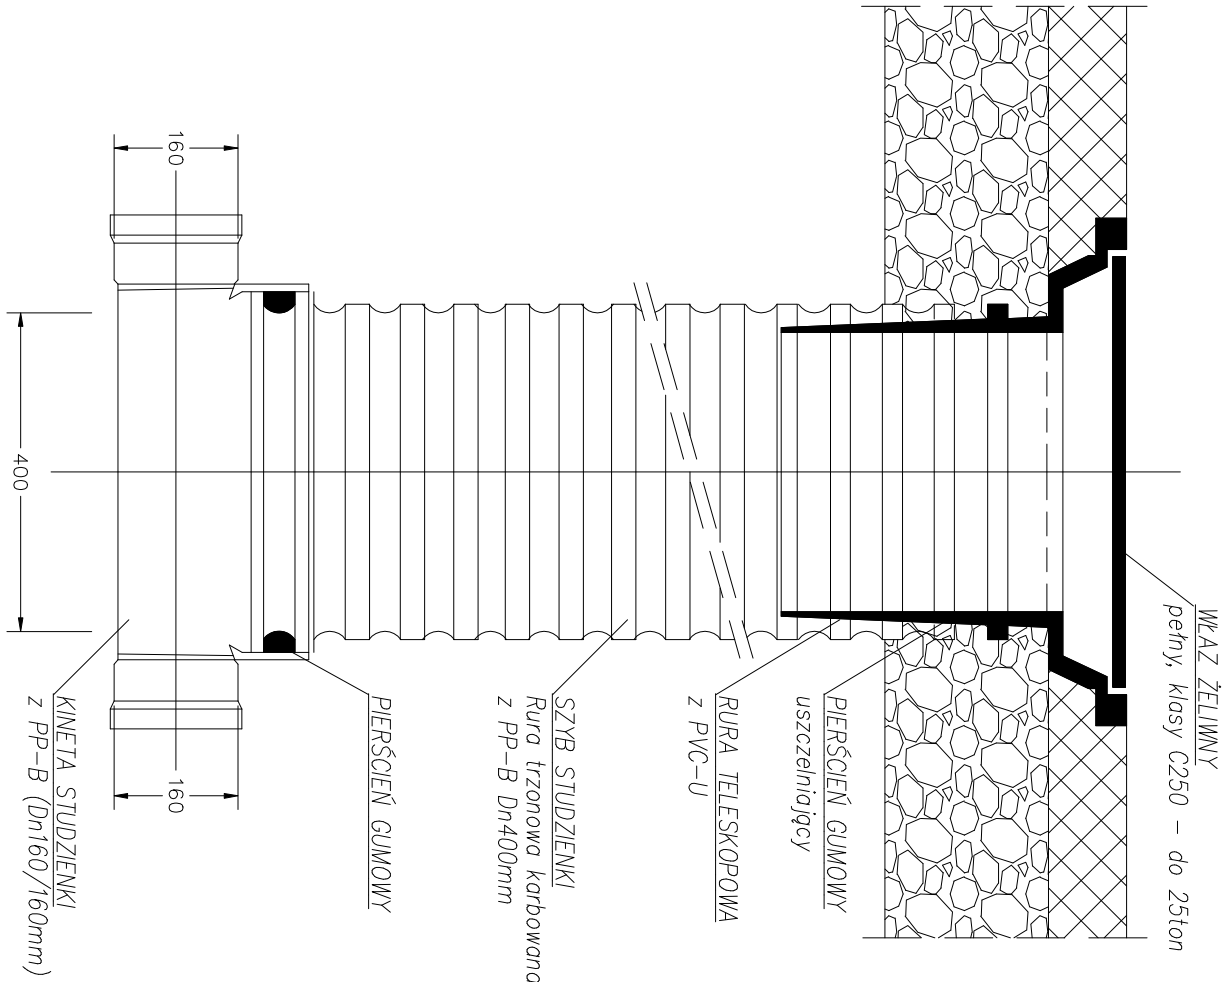 WŁAZ ŻELIWNY
pełny, klasy C250 – do 25ton
PIERŚCIEŃ GUMOWY
uszczelniający
RURA TELESKOPOWA
z PVC–U
SZYB STUDZIENKI
Rura trzonowa karbowana
z PP–B Dn400mm
PIERŚCIEŃ GUMOWY
KINETA STUDZIENKI
z PP–B (Dn160/160mm)
160
160
400